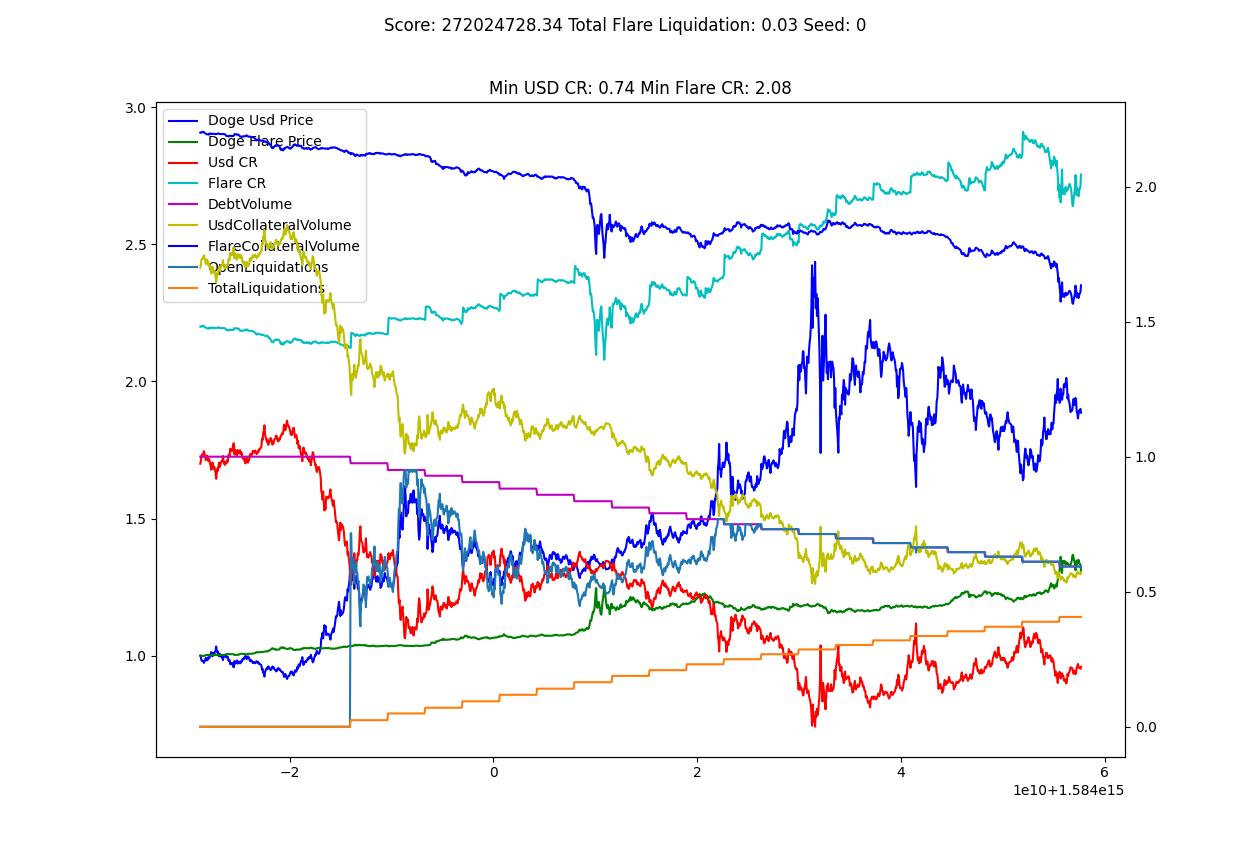 Score: 272024728.34 Total Flare Liquidation: 0.03 Seed: 0
Min USD CR: 0.74 Min Flare CR: 2.08
Doge Usd Price
Doge Flare Price
Usd CR
Flare CR
DebtVolume
UsdCollateralVolume
FlareCollateralVolume
OpenLiquidations
TotalLiquidations
3.0
2.5
2.0
1.5
1.0
2.0
1.5
1.0
0.5
0.0
−2 0 2 4 6
1e10+1.584e15